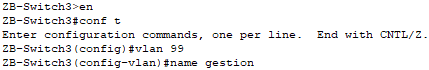 ZB-Switch3>en
ZB-Switch3#conf t
Enter configuration commands, one per line.  End with CNTL/Z.
ZB-Switch3(config)#vlan 99
ZB-Switch3(config-vlan)#name gestion